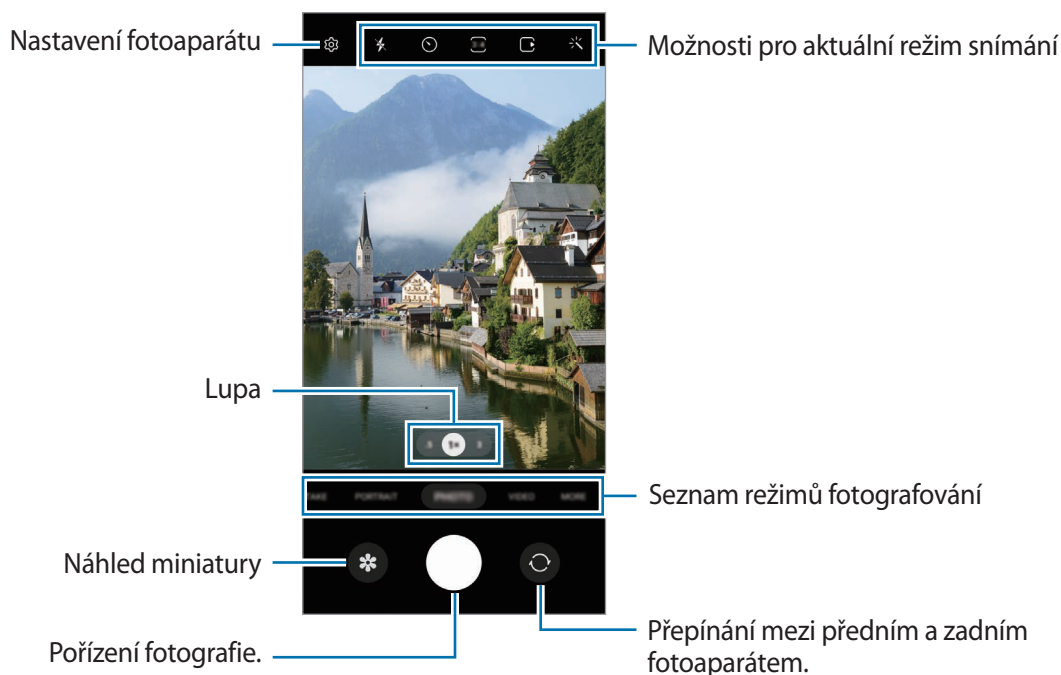 Nastavení fotoaparátu
Možnosti pro aktuální režim snímání
Lupa
TAKE PORTRAIT PHOTO VIDEO MORE
Seznam režimů fotografování
Náhled miniatury
Pořízení fotografie.
Přepínání mezi předním a zadním
fotoaparátem.